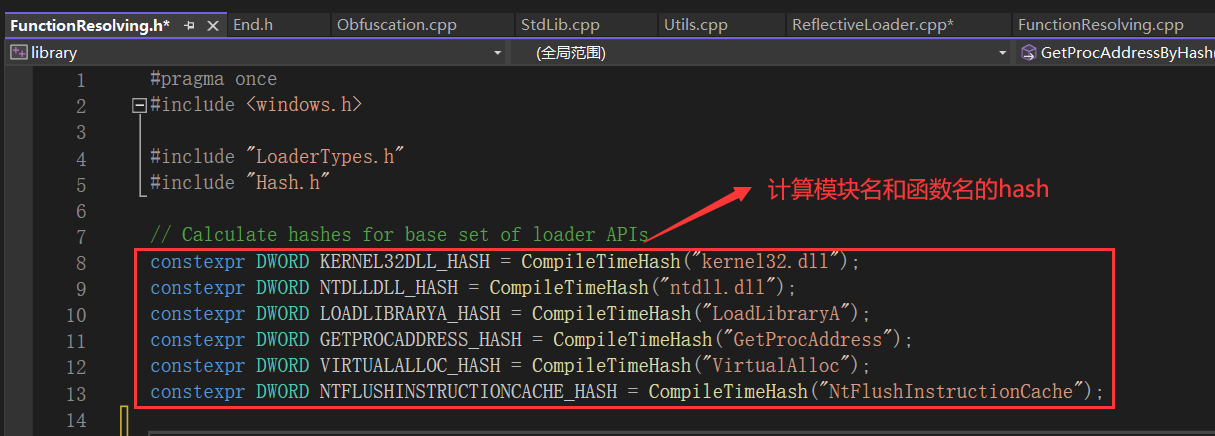 FunctionResolving.h* End.h Obfuscation.cpp StdLib.cpp Utils.cpp ReflectiveLoader.cpp* FunctionResolving.cpp
library (全局范围) GetProcAddressByHash
1 #pragma once
2 #include <windows.h>
3
4 #include "LoaderTypes.h"
5 #include "Hash.h"
计算模块名和函数名的hash
6
7 // Calculate hashes for base set of loader APIs
8 constexpr DWORD KERNEL32DLL_HASH = CompileTimeHash("kernel32.dll");
9 constexpr DWORD NTDLLDLL_HASH = CompileTimeHash("ntdll.dll");
10 constexpr DWORD LOADLIBRARYA_HASH = CompileTimeHash("LoadLibraryA");
11 constexpr DWORD GETPROCADDRESS_HASH = CompileTimeHash("GetProcAddress");
12 constexpr DWORD VIRTUALALLOC_HASH = CompileTimeHash("VirtualAlloc");
13 constexpr DWORD NTFLUSHINSTRUCTIONCACHE_HASH = CompileTimeHash("NtFlushInstructionCache");
14